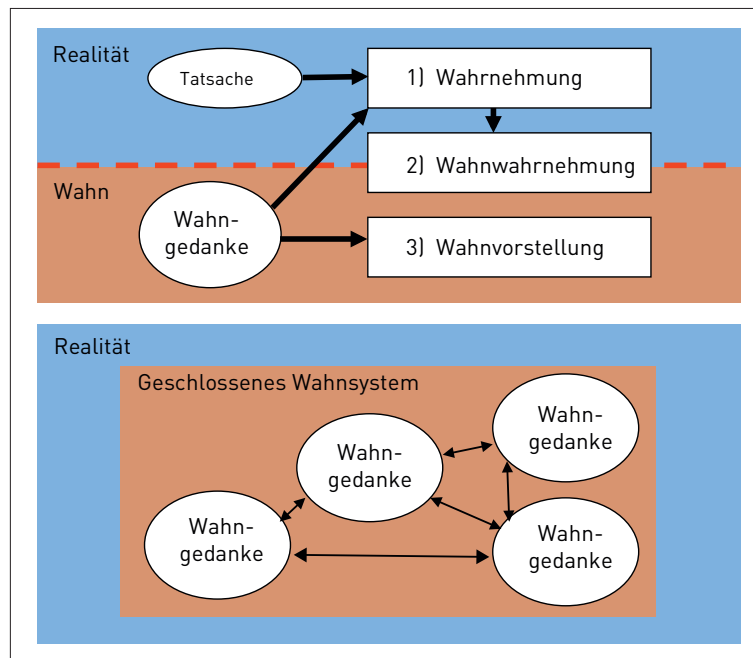 Realität
Tatsache
1) Wahrnehmung
2) Wahnwahrnehmung
Wahn
Wahn-
gedanke
3) Wahnvorstellung
Realität
Geschlossenes Wahnsystem
Wahn-
gedanke
Wahn-
gedanke
Wahn-
gedanke
Wahn-
gedanke